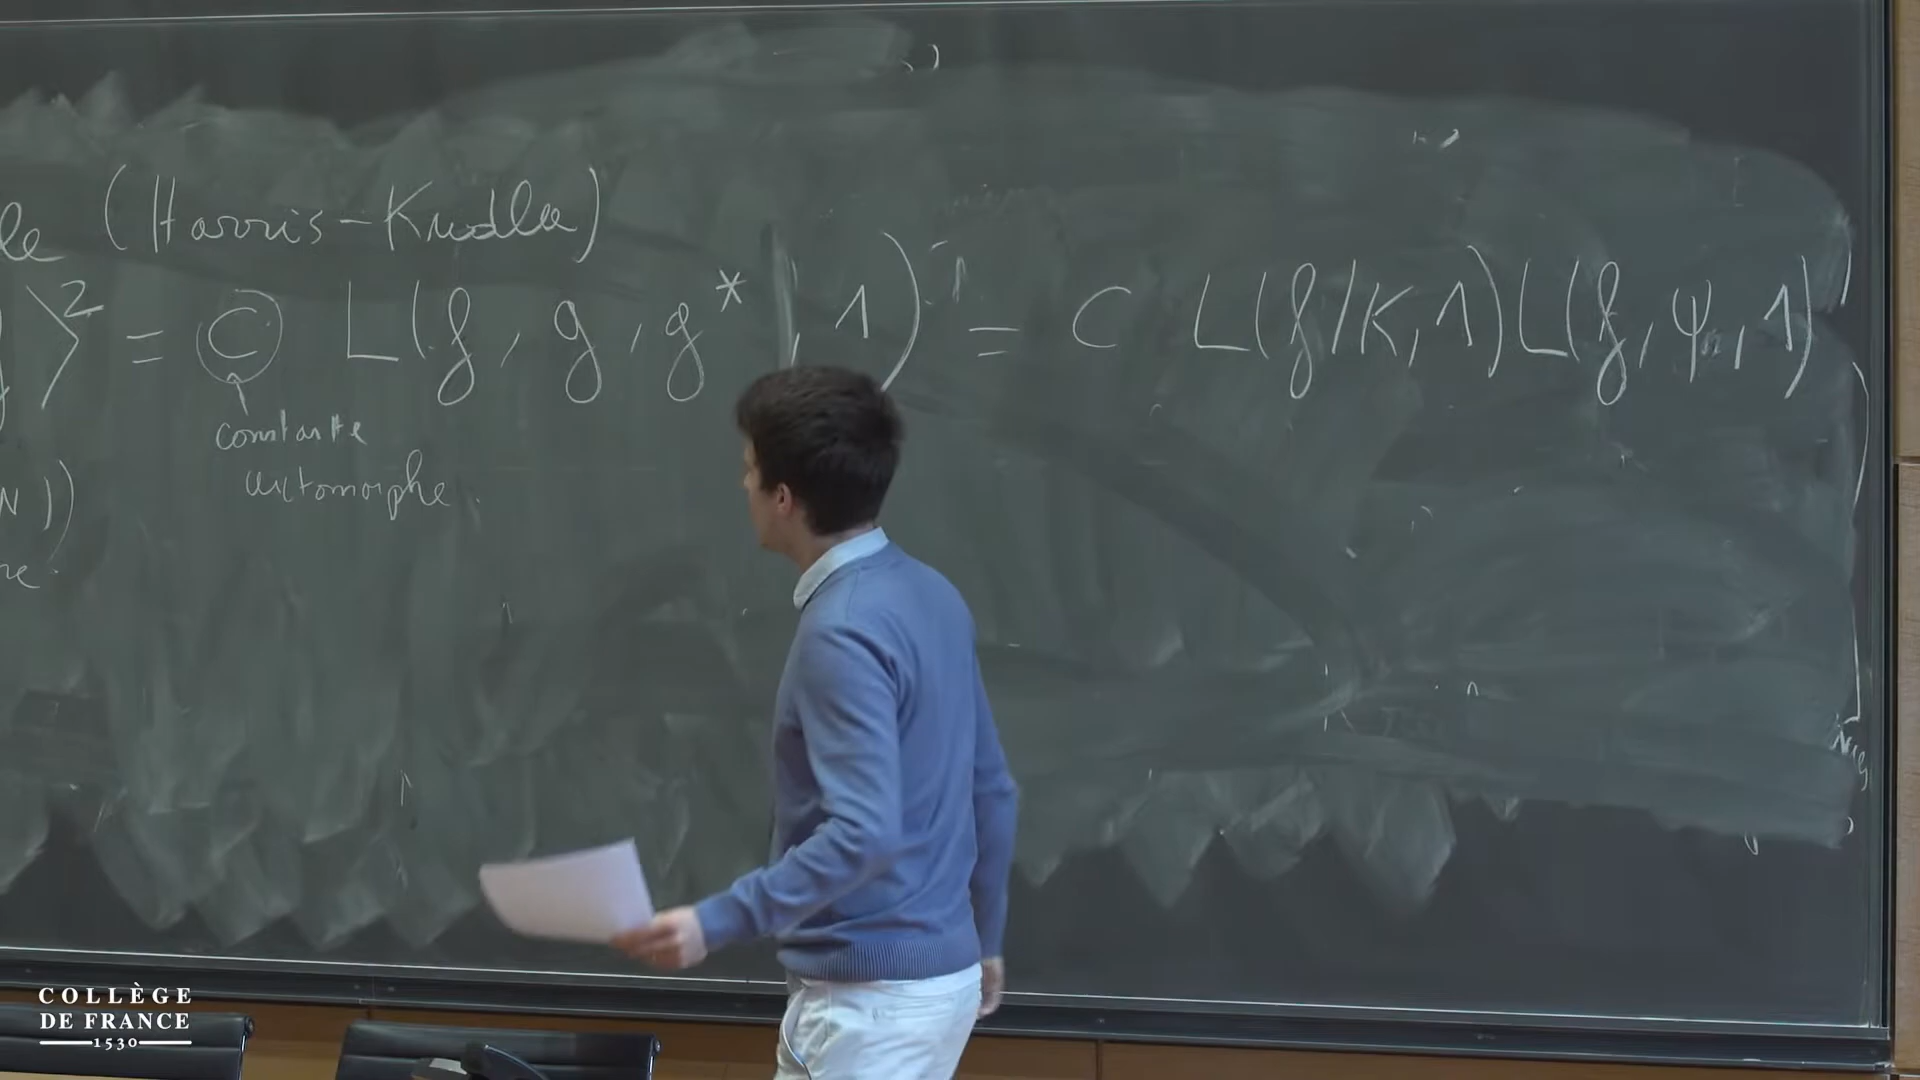 le (Harris-Kudla)
⟩² = C L(f, g, g*, 1) = C L(f/K, 1) L(f, ψ, 1)
constante
automorphe.
N))
re.
COLLÈGE
DE FRANCE
1530